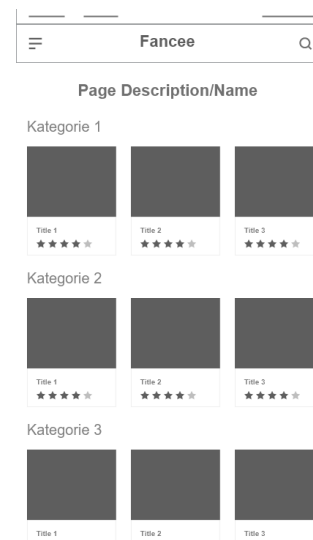 Fancee
Page Description/Name
Kategorie 1
Title 1 Title 2 Title 3
Kategorie 2
Title 1 Title 2 Title 3
Kategorie 3
Title 1 Title 2 Title 3